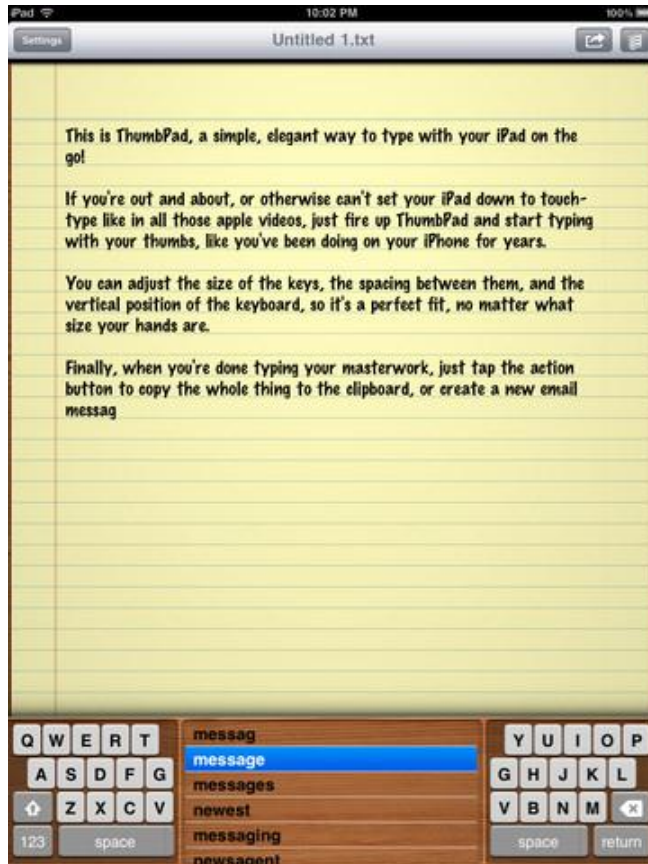 iPad 10:02 PM 100%
Settings Untitled 1.txt
This is ThumbPad, a simple, elegant way to type with your iPad on the
go!
If you're out and about, or otherwise can't set your iPad down to touch-
type like in all those apple videos, just fire up ThumbPad and start typing
with your thumbs, like you've been doing on your iPhone for years.
You can adjust the size of the keys, the spacing between them, and the
vertical position of the keyboard, so it's a perfect fit, no matter what
size your hands are.
Finally, when you're done typing your masterwork, just tap the action
button to copy the whole thing to the clipboard, or create a new email
messag
Q W E R T
A S D F G
Z X C V
123 space
messag
message
messages
newest
messaging
newsagent
Y U I O P
G H J K L
V B N M
space return